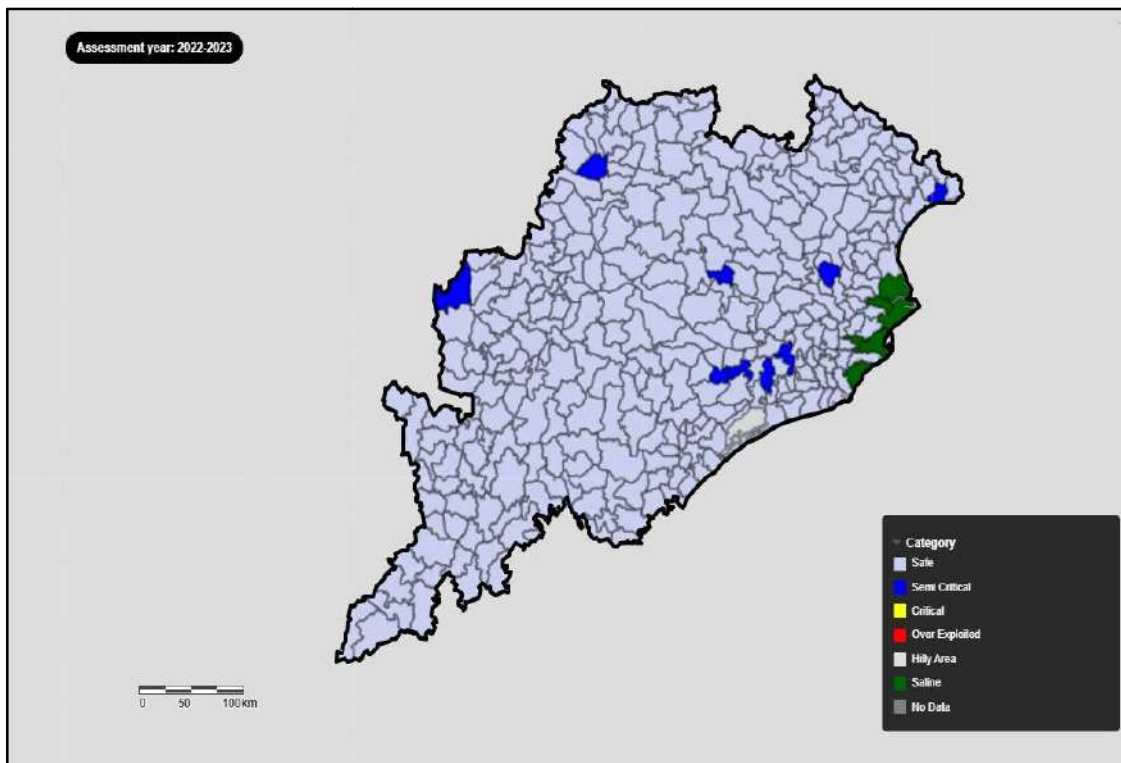 Assessment year: 2022-2023
Category
Safe
Semi Critical
Critical
Over Exploited
Hilly Area
Saline
No Data
0 50 100km